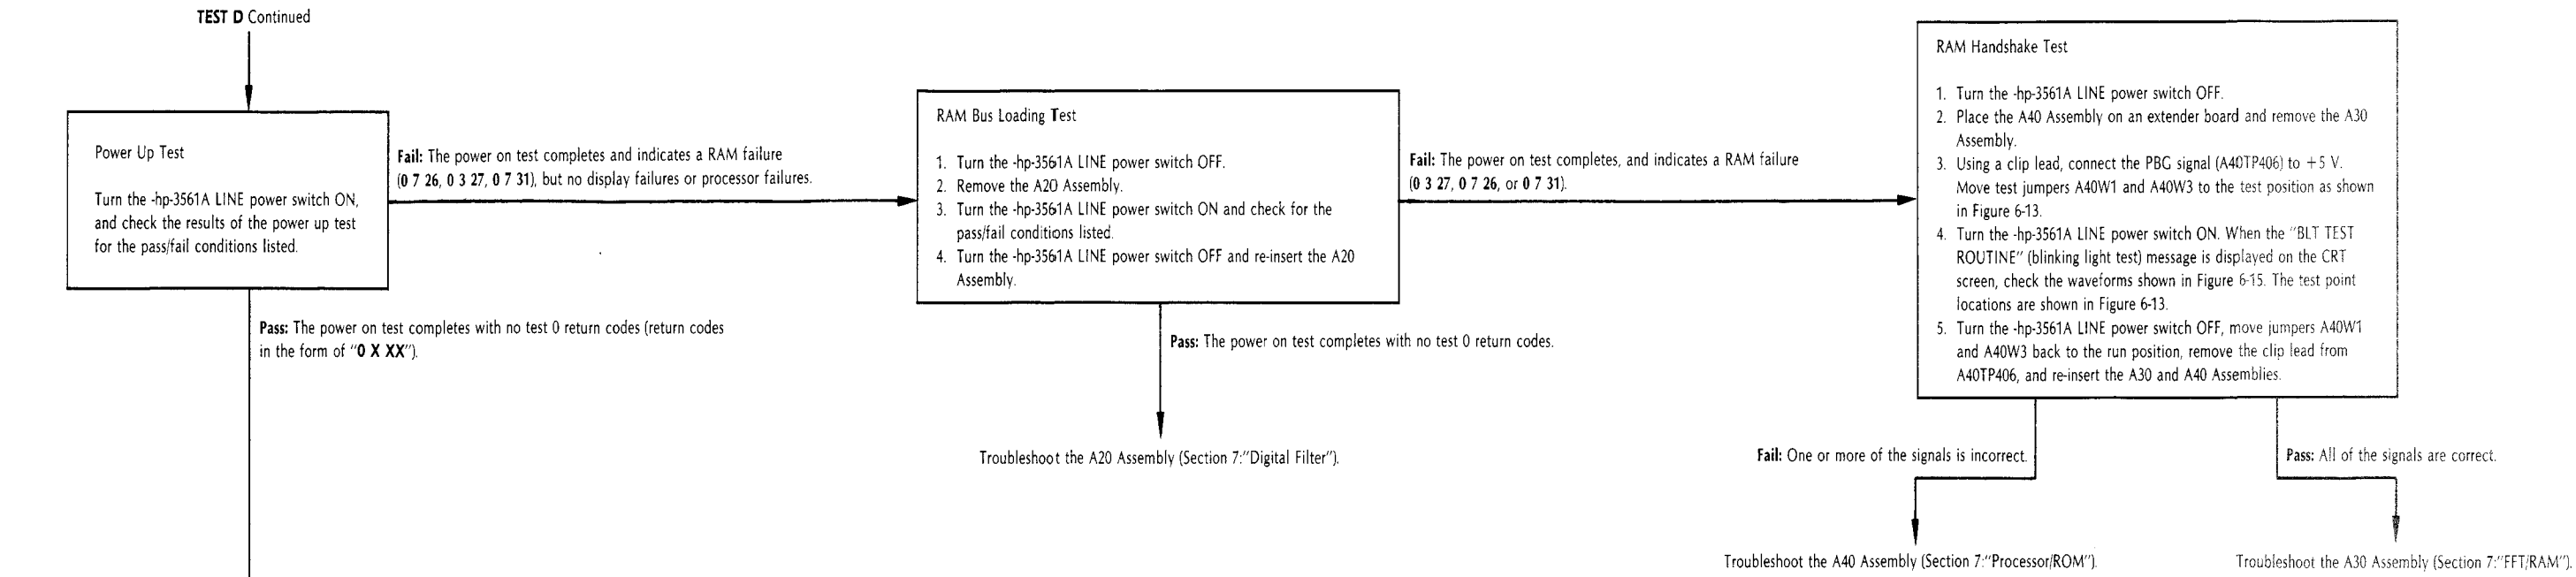 TEST D Continued
Power Up Test
Turn the -hp-3561A LINE power switch ON,
and check the results of the power up test
for the pass/fail conditions listed.
Fail: The power on test completes and indicates a RAM failure
(0 7 26, 0 3 27, 0 7 31), but no display failures or processor failures.
Pass: The power on test completes with no test 0 return codes (return codes
in the form of “0 X XX”).
RAM Bus Loading Test
1. Turn the -hp-3561A LINE power switch OFF.
2. Remove the A20 Assembly.
3. Turn the -hp-3561A LINE power switch ON and check for the
pass/fail conditions listed.
4. Turn the -hp-3561A LINE power switch OFF and re-insert the A20
Assembly.
Fail: The power on test completes, and indicates a RAM failure
(0 3 27, 0 7 26, or 0 7 31).
Pass: The power on test completes with no test 0 return codes.
Troubleshoot the A20 Assembly (Section 7:“Digital Filter”).
RAM Handshake Test
1. Turn the -hp-3561A LINE power switch OFF.
2. Place the A40 Assembly on an extender board and remove the A30
Assembly.
3. Using a clip lead, connect the PBG signal (A40TP406) to +5 V.
Move test jumpers A40W1 and A40W3 to the test position as shown
in Figure 6-13.
4. Turn the -hp-3561A LINE power switch ON. When the “BLT TEST
ROUTINE” (blinking light test) message is displayed on the CRT
screen, check the waveforms shown in Figure 6-15. The test point
locations are shown in Figure 6-13.
5. Turn the -hp-3561A LINE power switch OFF, move jumpers A40W1
and A40W3 back to the run position, remove the clip lead from
A40TP406, and re-insert the A30 and A40 Assemblies.
Fail: One or more of the signals is incorrect.
Pass: All of the signals are correct.
Troubleshoot the A40 Assembly (Section 7:“Processor/ROM”).
Troubleshoot the A30 Assembly (Section 7:“FFT/RAM”).